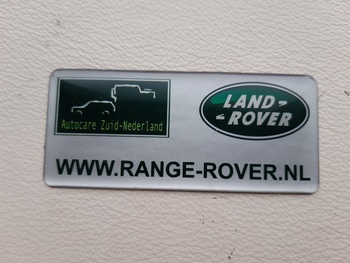 Autocare Zuid-Nederland
LAND-
-ROVER
WWW.RANGE-ROVER.NL